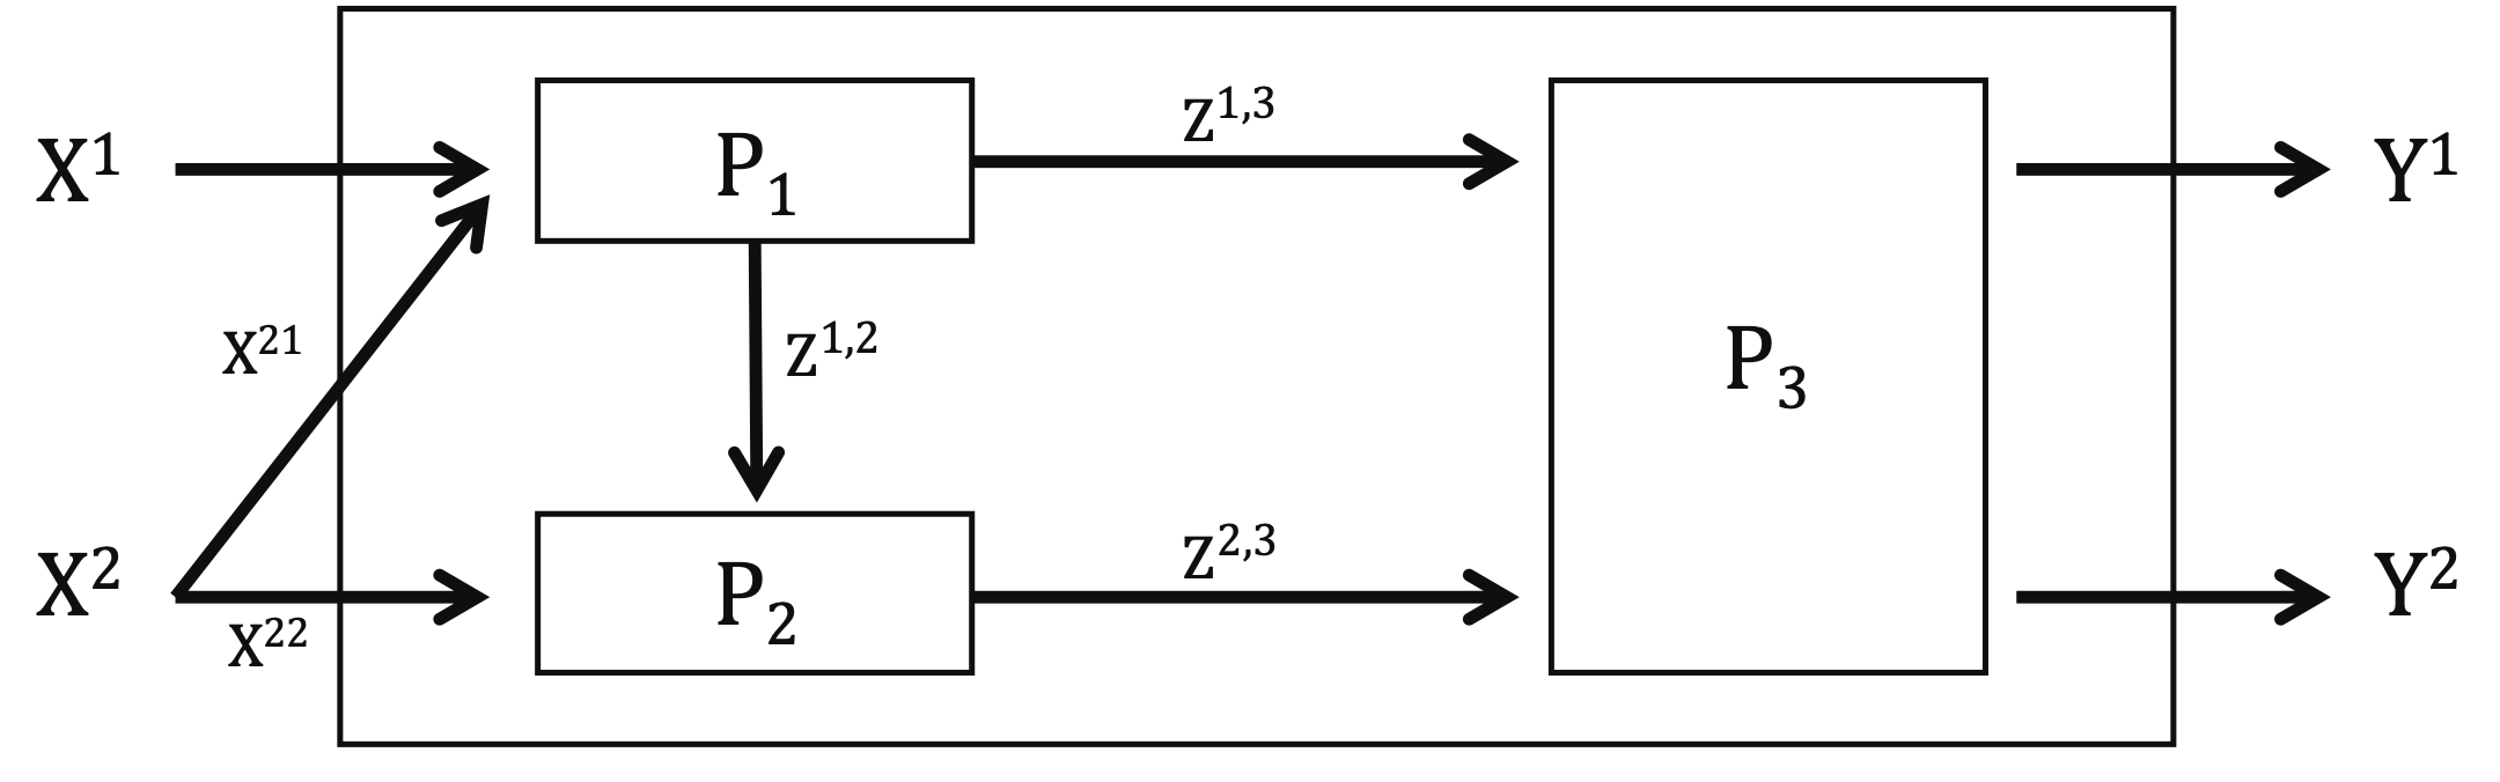 X¹
P₁
z¹,³
Y¹
x²¹
z¹,²
P₃
X²
x²²
P₂
z²,³
Y²